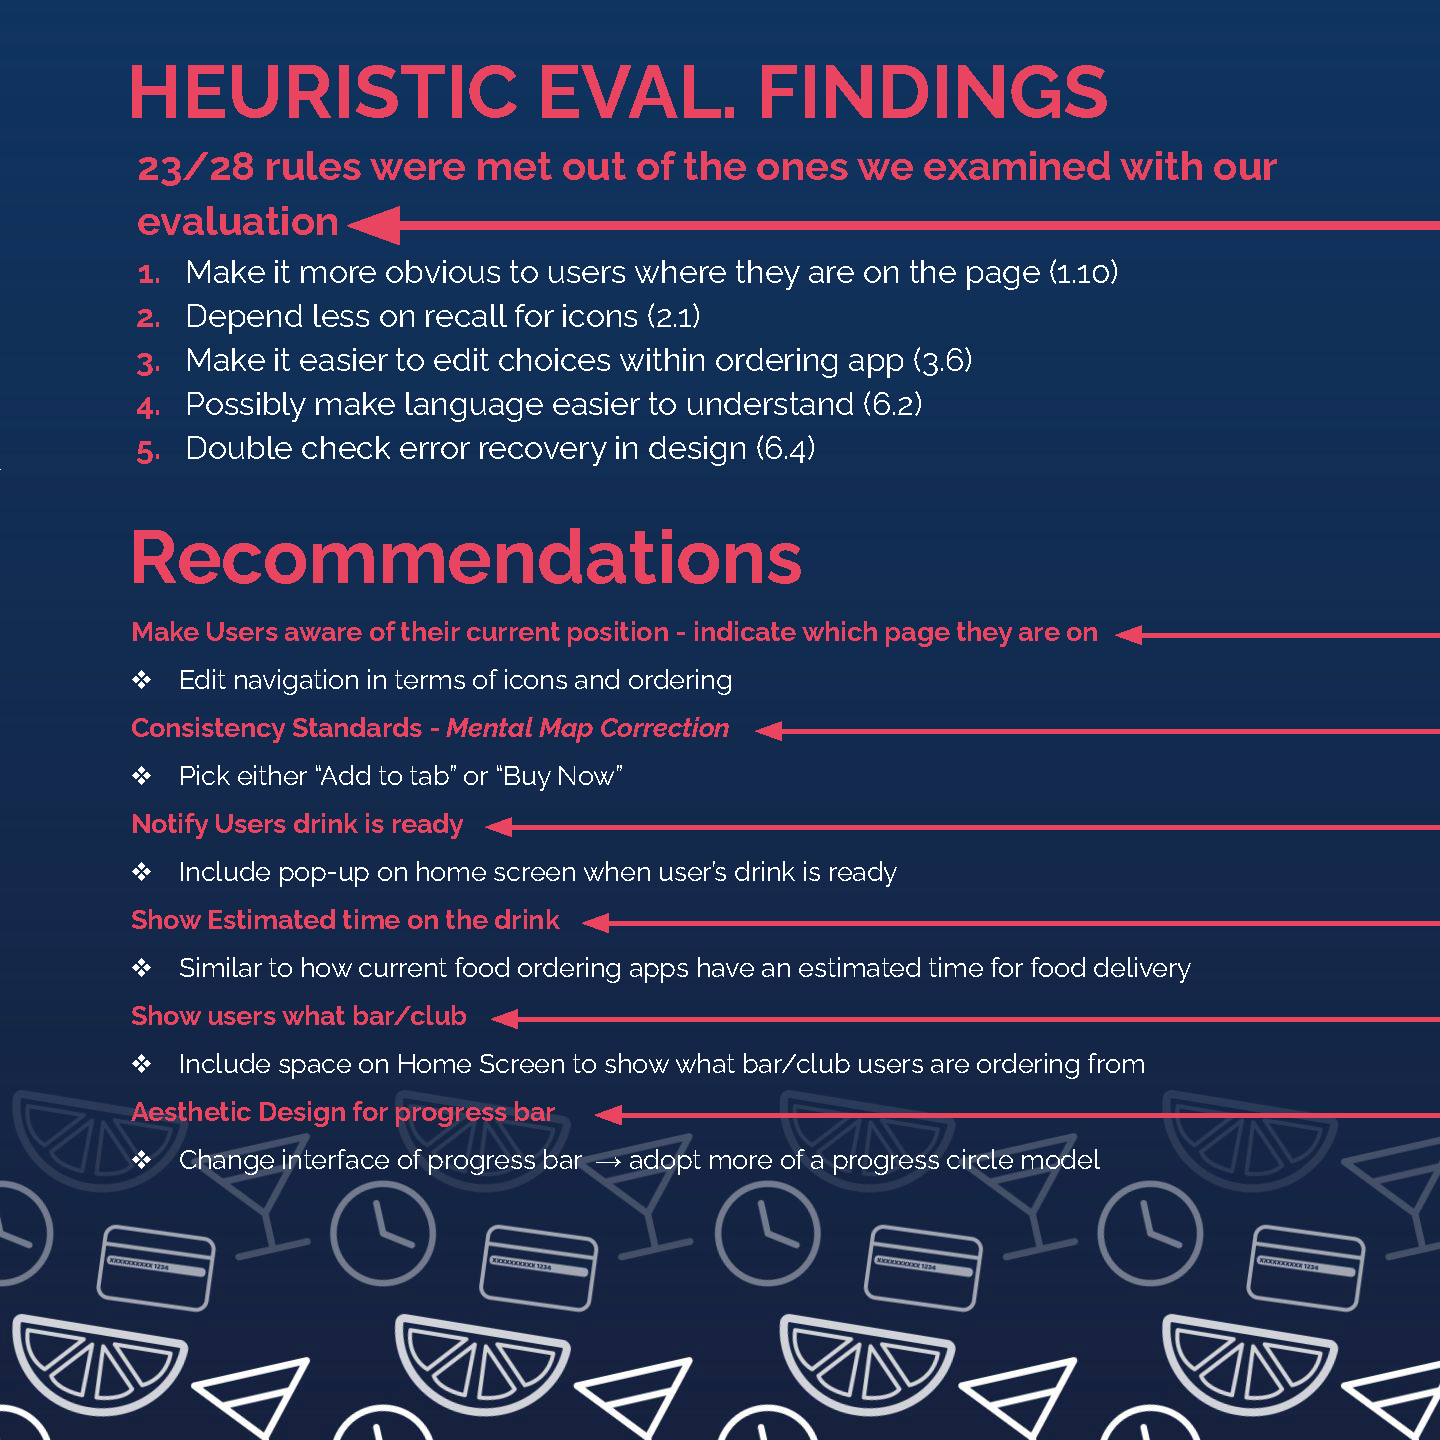 HEURISTIC EVAL. FINDINGS
23/28 rules were met out of the ones we examined with our
evaluation
1. Make it more obvious to users where they are on the page (1.10)
2. Depend less on recall for icons (2.1)
3. Make it easier to edit choices within ordering app (3.6)
4. Possibly make language easier to understand (6.2)
5. Double check error recovery in design (6.4)
Recommendations
Make Users aware of their current position - indicate which page they are on
❖ Edit navigation in terms of icons and ordering
Consistency Standards - Mental Map Correction
❖ Pick either “Add to tab” or “Buy Now”
Notify Users drink is ready
❖ Include pop-up on home screen when user’s drink is ready
Show Estimated time on the drink
❖ Similar to how current food ordering apps have an estimated time for food delivery
Show users what bar/club
❖ Include space on Home Screen to show what bar/club users are ordering from
Aesthetic Design for progress bar
❖ Change interface of progress bar → adopt more of a progress circle model
XXXXXXXXXX 1234
XXXXXXXXXX 1234
XXXXXXXXXX 1234
XXXXXXXXXX 1234